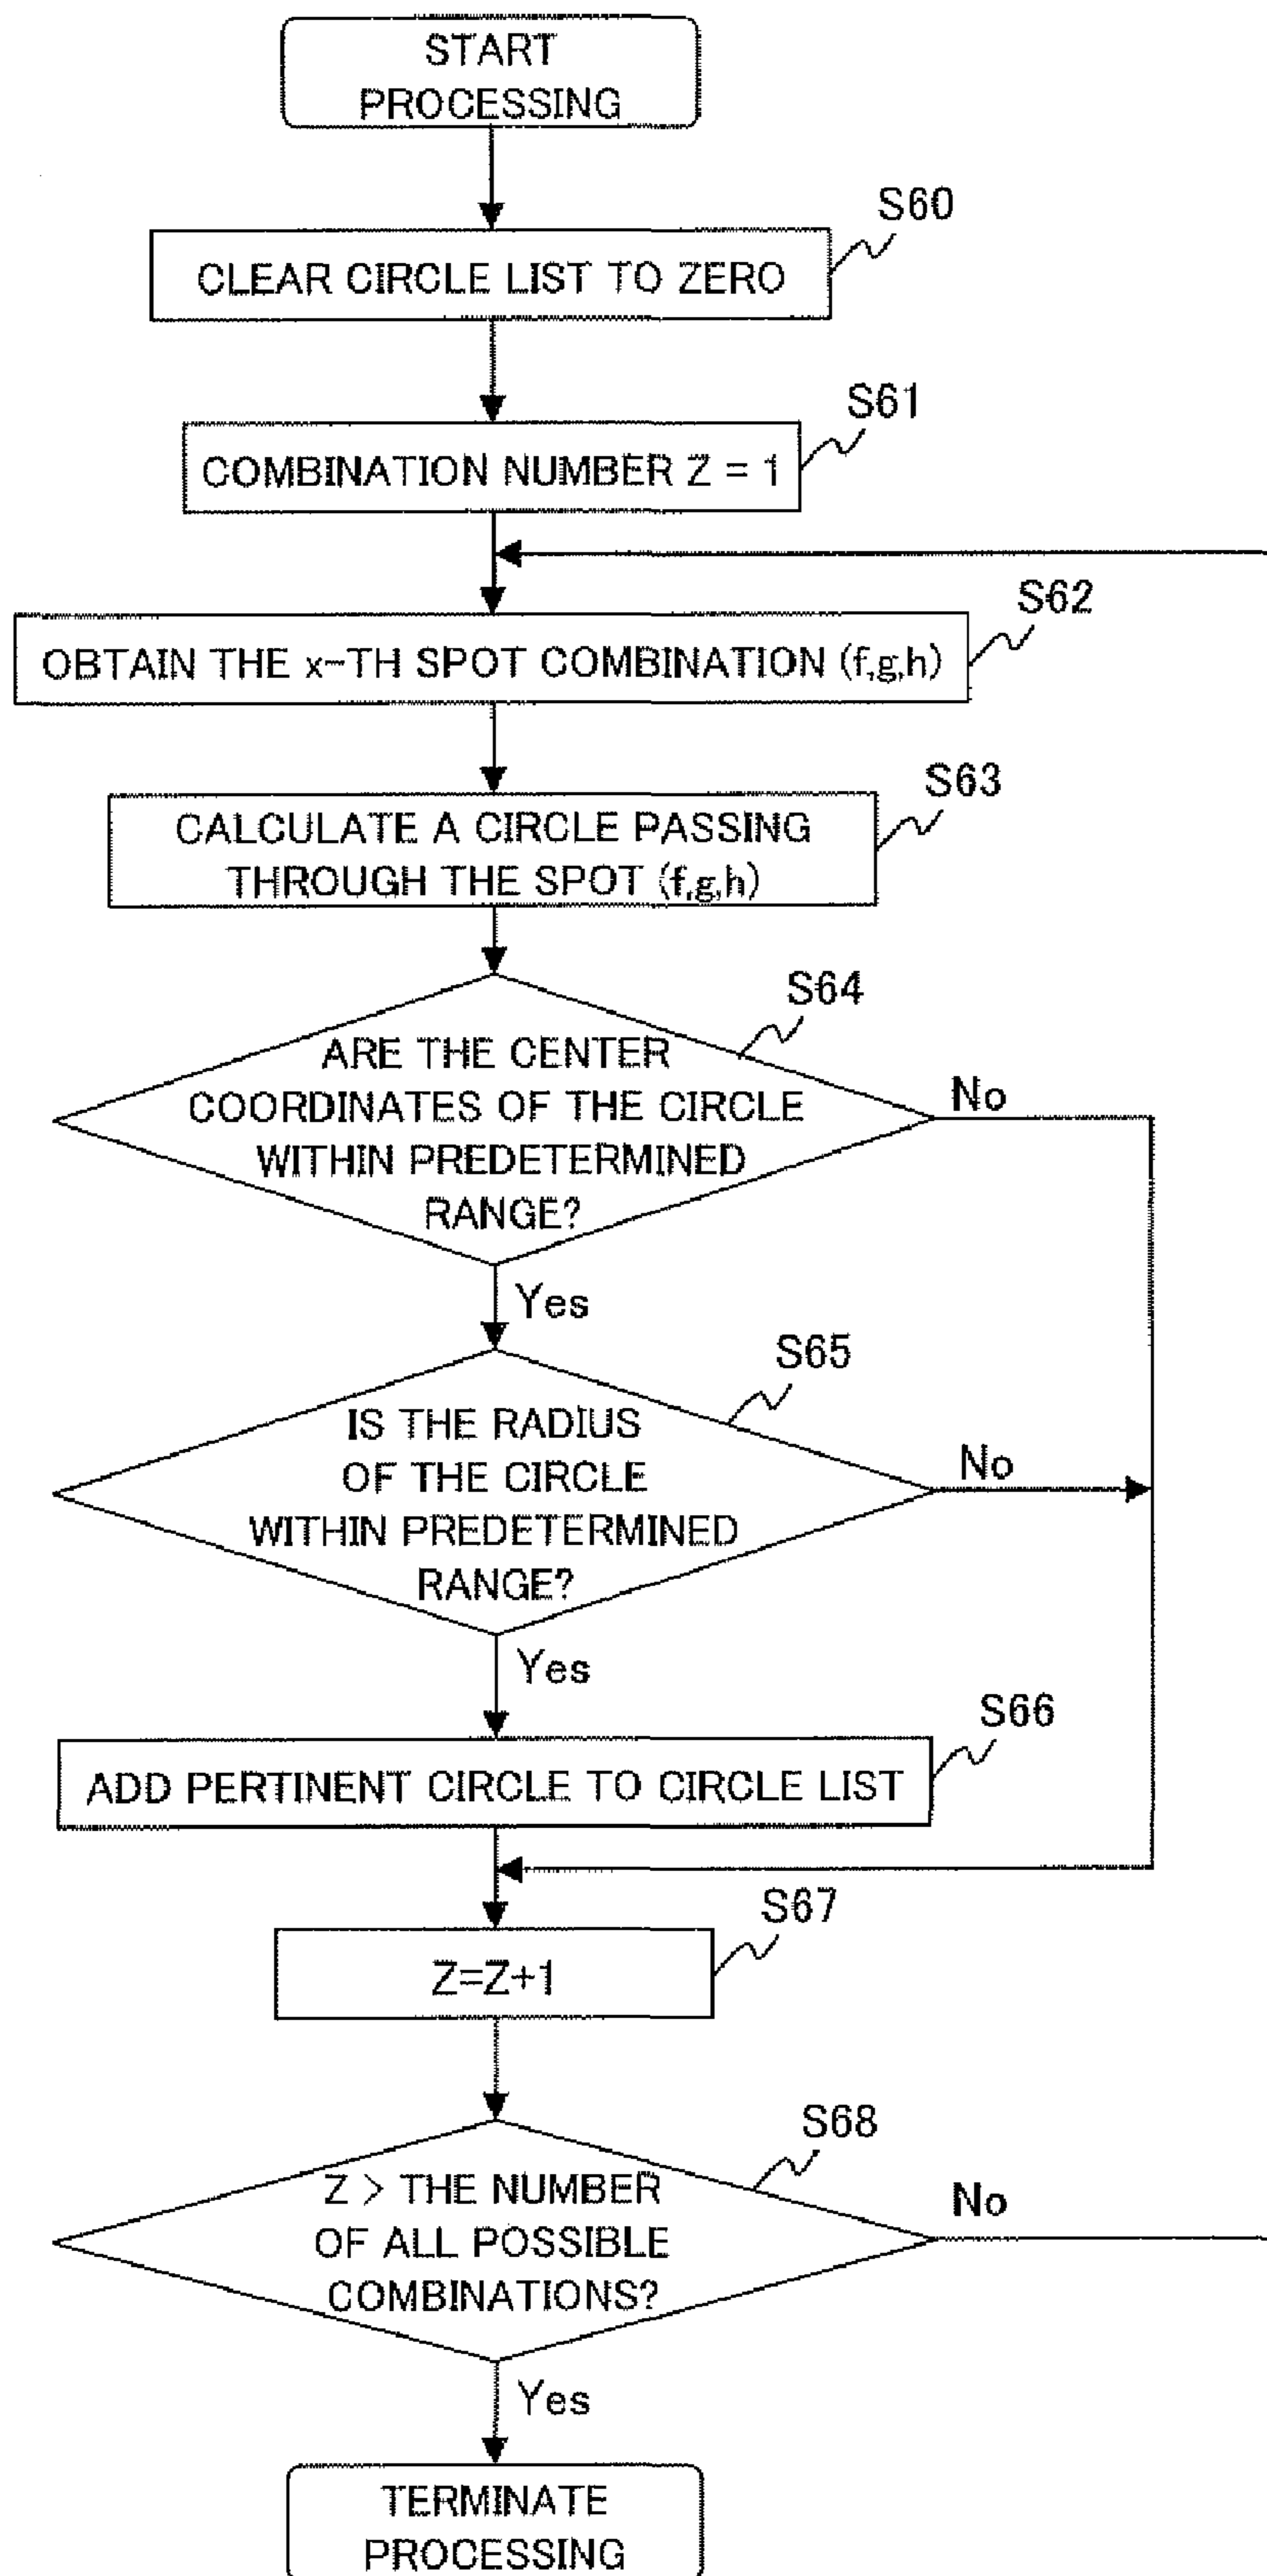 START
PROCESSING
S60
CLEAR CIRCLE LIST TO ZERO
S61
COMBINATION NUMBER Z = 1
S62
OBTAIN THE x-TH SPOT COMBINATION (f,g,h)
S63
CALCULATE A CIRCLE PASSING
THROUGH THE SPOT (f,g,h)
S64
ARE THE CENTER
COORDINATES OF THE CIRCLE
WITHIN PREDETERMINED
RANGE?
No
Yes
S65
IS THE RADIUS
OF THE CIRCLE
WITHIN PREDETERMINED
RANGE?
No
Yes
S66
ADD PERTINENT CIRCLE TO CIRCLE LIST
S67
Z=Z+1
S68
Z > THE NUMBER
OF ALL POSSIBLE
COMBINATIONS?
No
Yes
TERMINATE
PROCESSING